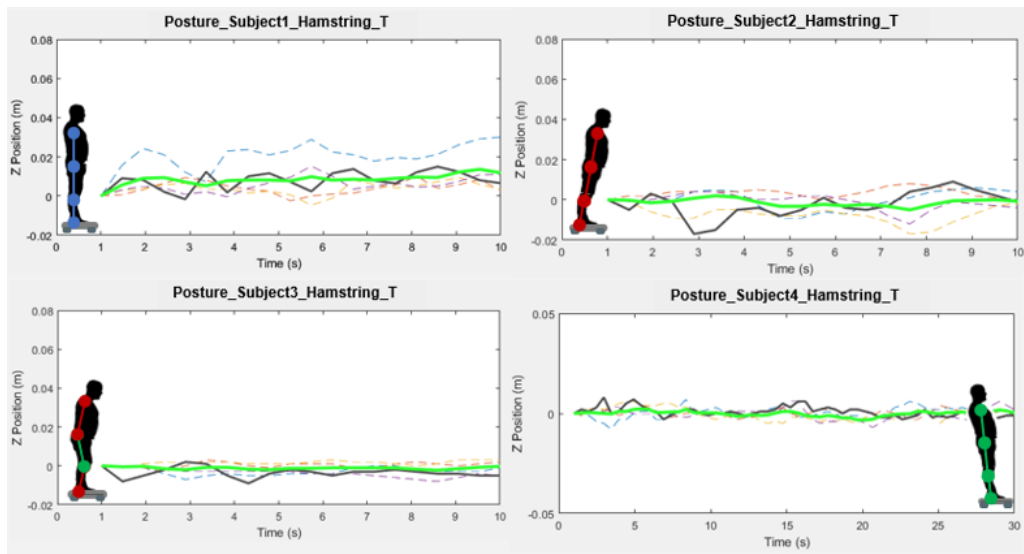 Posture_Subject1_Hamstring_T
0.08
0.06
0.04
0.02
0
-0.02
Z Position (m)
0 1 2 3 4 5 6 7 8 9 10
Time (s)
Posture_Subject2_Hamstring_T
0.08
0.06
0.04
0.02
0
-0.02
Z Position (m)
0 1 2 3 4 5 6 7 8 9 10
Time (s)
Posture_Subject3_Hamstring_T
0.08
0.06
0.04
0.02
0
-0.02
Z Position (m)
0 1 2 3 4 5 6 7 8 9 10
Time (s)
Posture_Subject4_Hamstring_T
0.05
0
-0.05
Z Position (m)
0 5 10 15 20 25 30
Time (s)